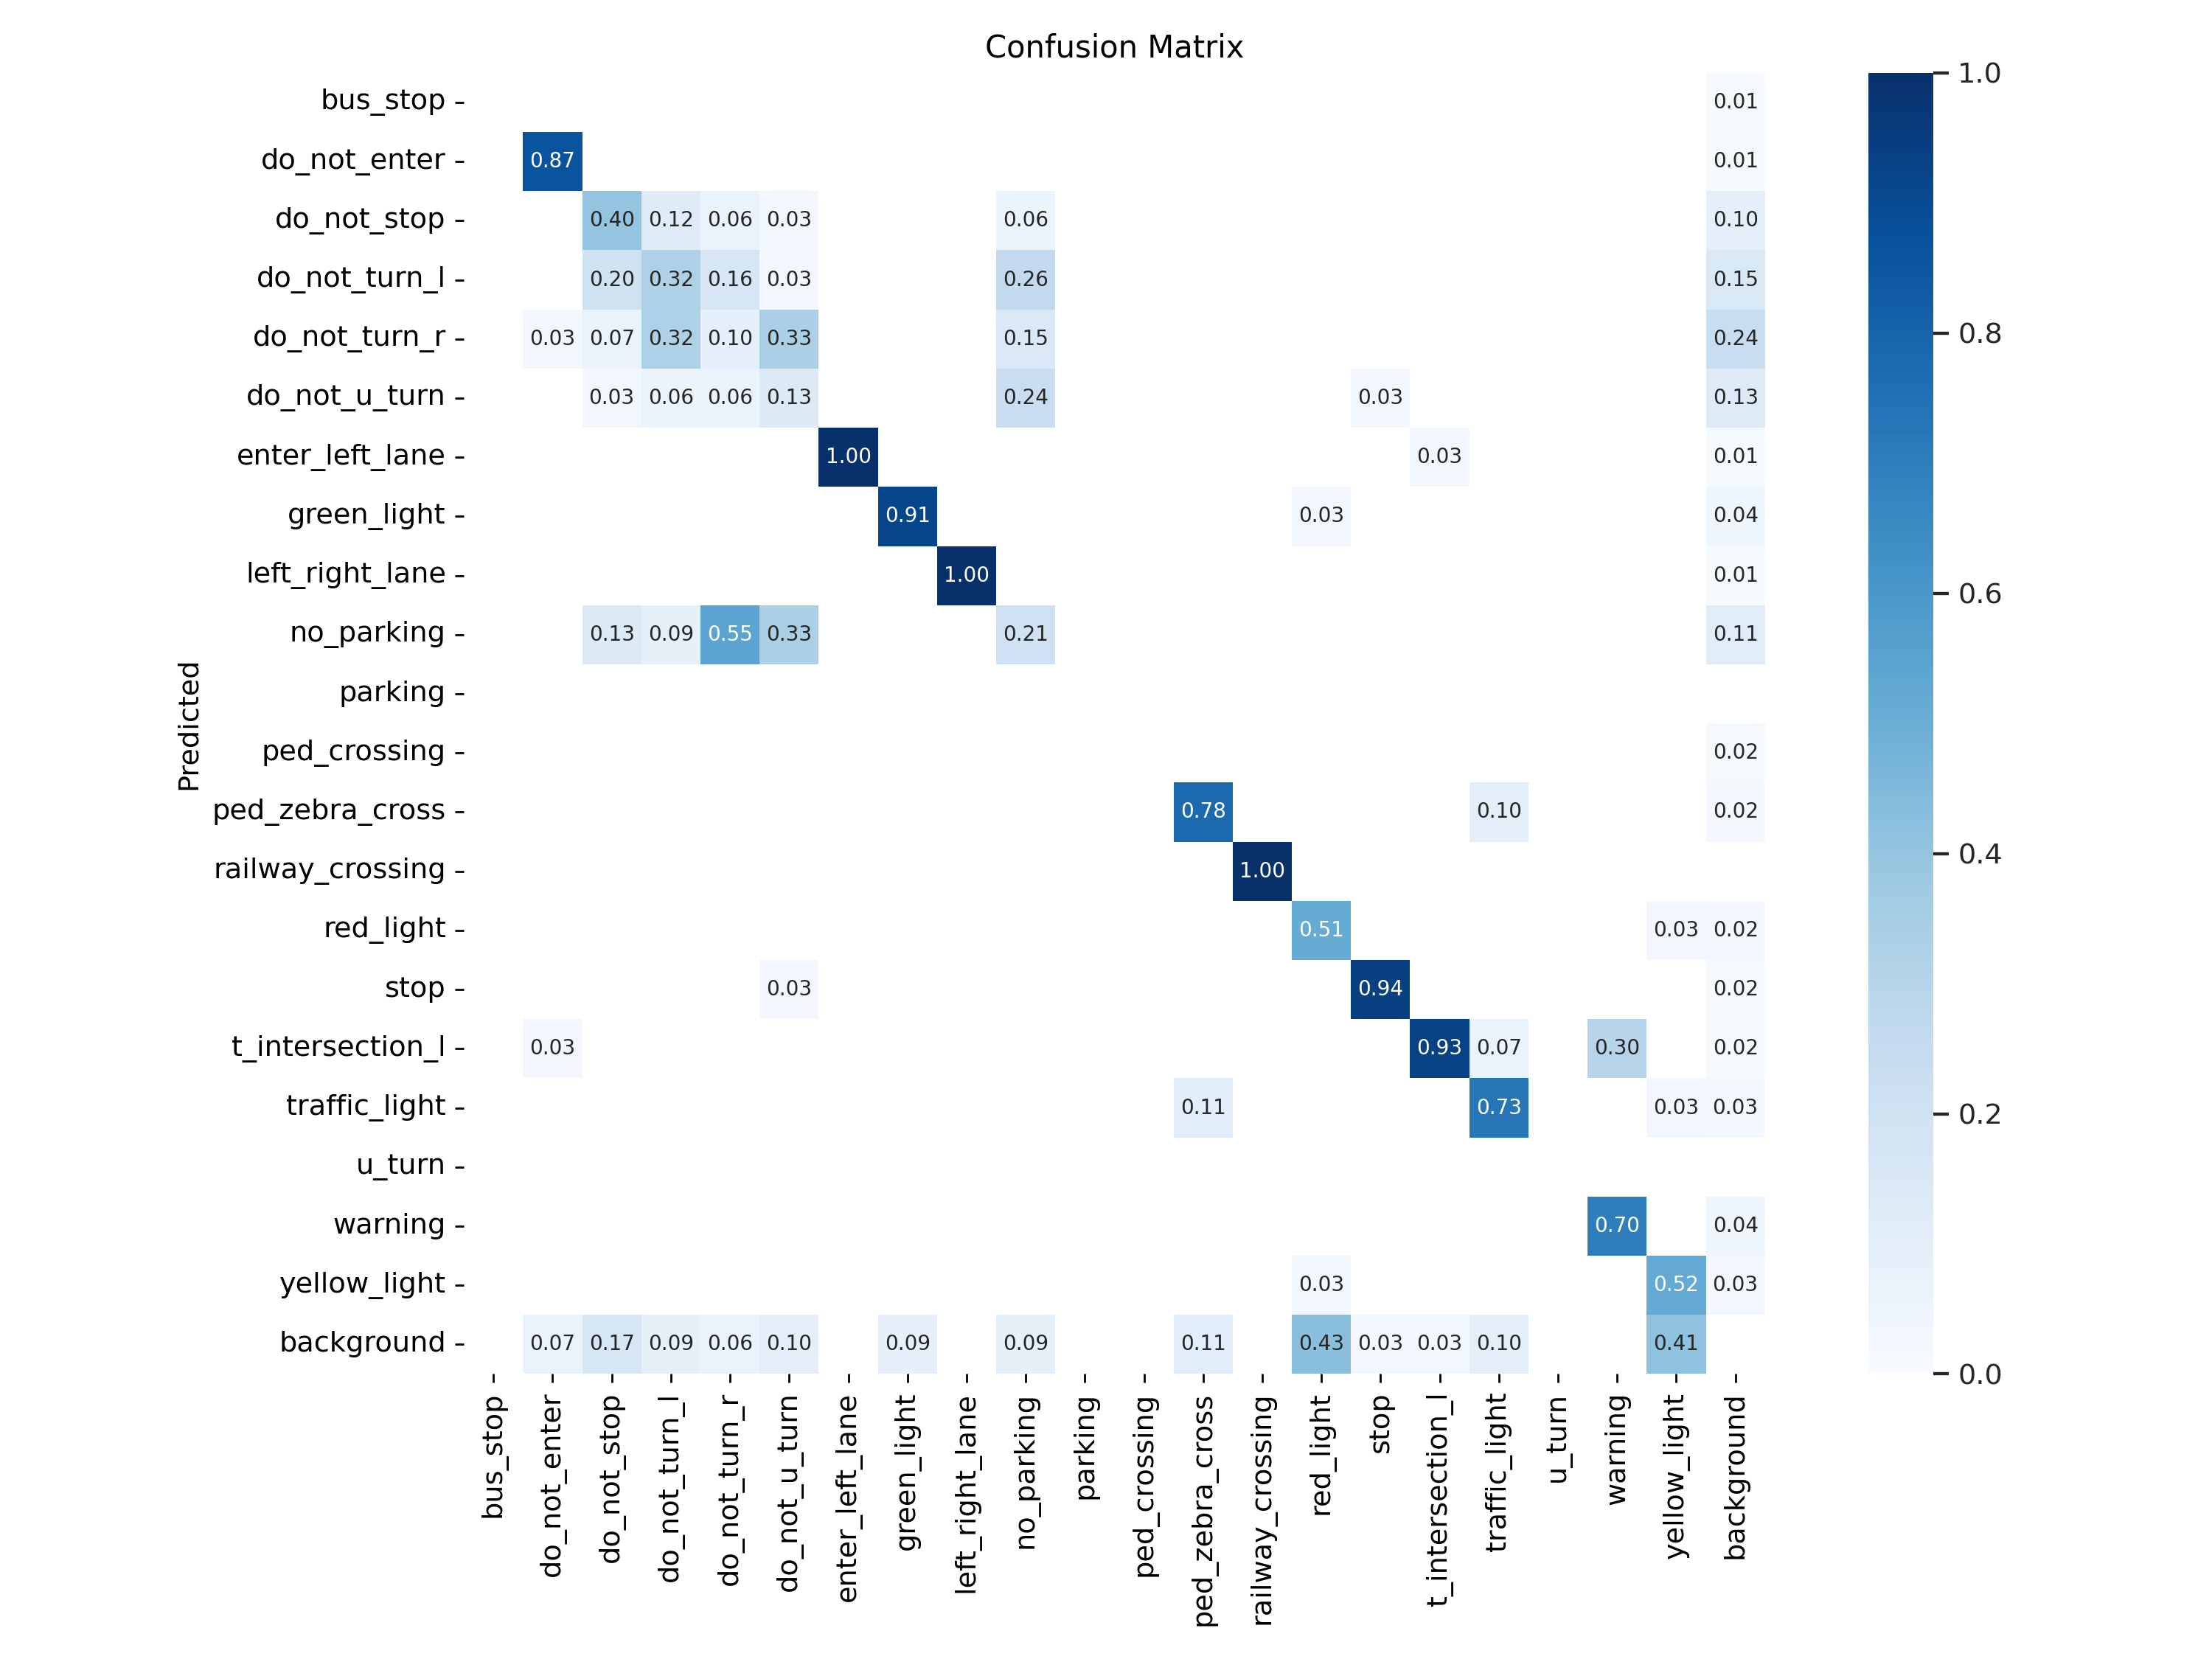 Confusion Matrix
bus_stop 0.01
do_not_enter 0.87 0.01
do_not_stop 0.40 0.12 0.06 0.03 0.06 0.10
do_not_turn_l 0.20 0.32 0.16 0.03 0.26 0.15
do_not_turn_r 0.03 0.07 0.32 0.10 0.33 0.15 0.24
do_not_u_turn 0.03 0.06 0.06 0.13 0.24 0.03 0.13
enter_left_lane 1.00 0.03 0.01
green_light 0.91 0.03 0.04
left_right_lane 1.00 0.01
no_parking 0.13 0.09 0.55 0.33 0.21 0.11
parking
ped_crossing 0.02
ped_zebra_cross 0.78 0.10 0.02
railway_crossing 1.00
red_light 0.51 0.03 0.02
stop 0.03 0.94 0.02
t_intersection_l 0.03 0.93 0.07 0.30 0.02
traffic_light 0.11 0.73 0.03 0.03
u_turn
warning 0.70 0.04
yellow_light 0.03 0.52 0.03
background 0.07 0.17 0.09 0.06 0.10 0.09 0.09 0.11 0.43 0.03 0.03 0.10 0.41
Predicted
bus_stop
do_not_enter
do_not_stop
do_not_turn_l
do_not_turn_r
do_not_u_turn
enter_left_lane
green_light
left_right_lane
no_parking
parking
ped_crossing
ped_zebra_cross
railway_crossing
red_light
stop
t_intersection_l
traffic_light
u_turn
warning
yellow_light
background
1.0
0.8
0.6
0.4
0.2
0.0